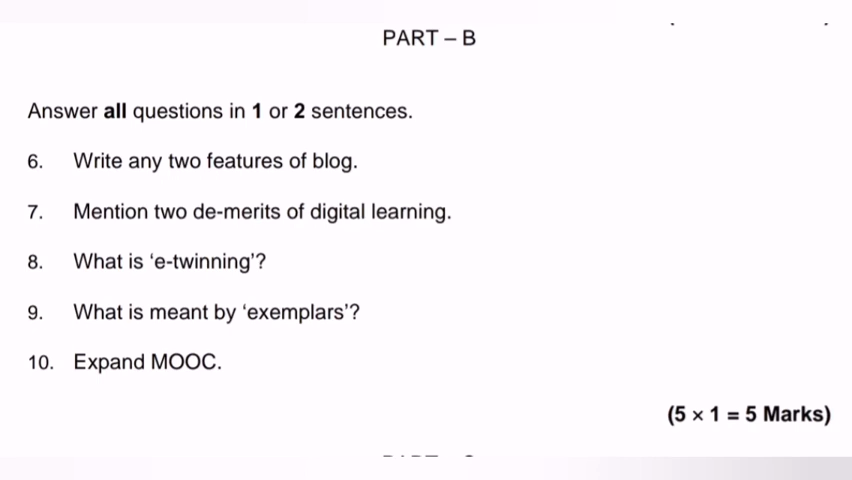 PART – B
Answer all questions in 1 or 2 sentences.
6. Write any two features of blog.
7. Mention two de-merits of digital learning.
8. What is ‘e-twinning’?
9. What is meant by ‘exemplars’?
10. Expand MOOC.
(5 × 1 = 5 Marks)